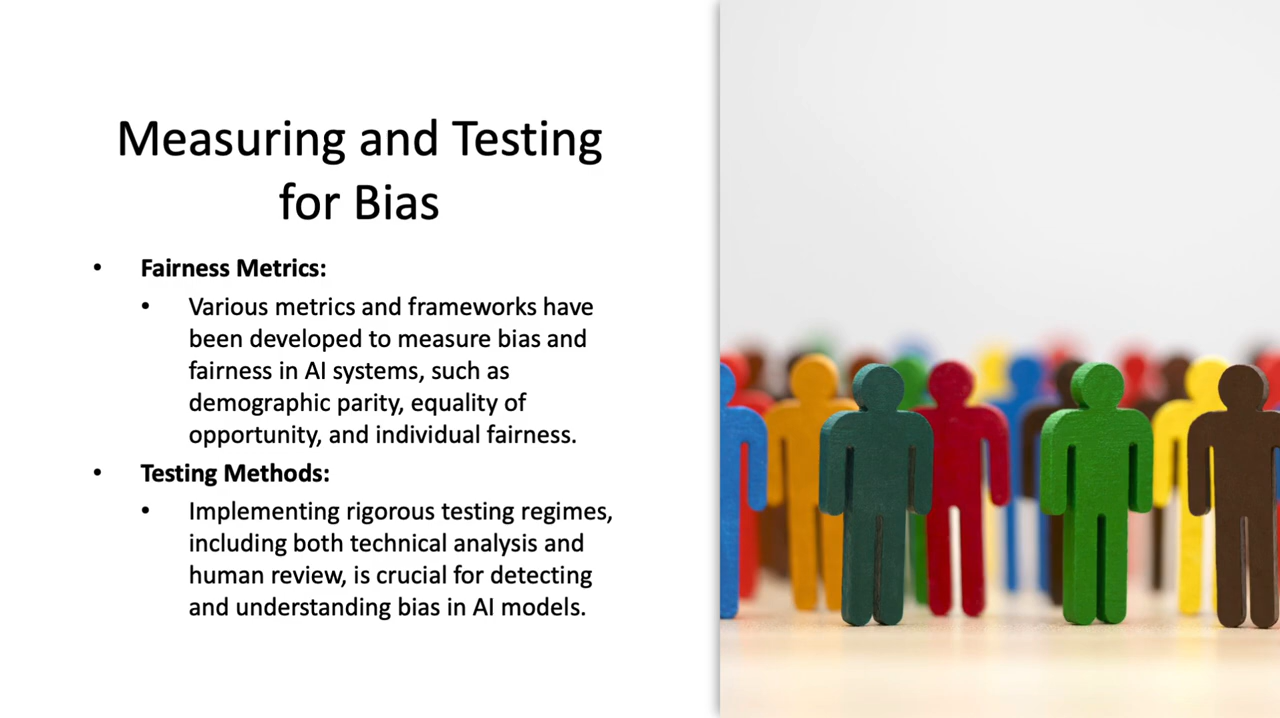 Measuring and Testing
for Bias
• Fairness Metrics:
• Various metrics and frameworks have
been developed to measure bias and
fairness in AI systems, such as
demographic parity, equality of
opportunity, and individual fairness.
• Testing Methods:
• Implementing rigorous testing regimes,
including both technical analysis and
human review, is crucial for detecting
and understanding bias in AI models.